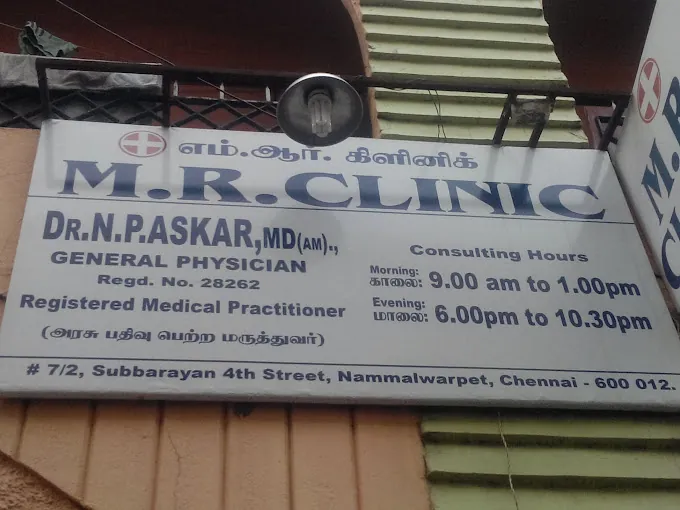 எம்.ஆர். கிளினிக்
M.R.CLINIC
DR.N.P.ASKAR,MD(AM).,
GENERAL PHYSICIAN
Regd. No. 28262
Registered Medical Practitioner
(அரசு பதிவு பெற்ற மருத்துவர்)
Consulting Hours
Morning:
காலை: 9.00 am to 1.00pm
Evening:
மாலை: 6.00pm to 10.30pm
# 7/2, Subbarayan 4th Street, Nammalwarpet, Chennai - 600 012.